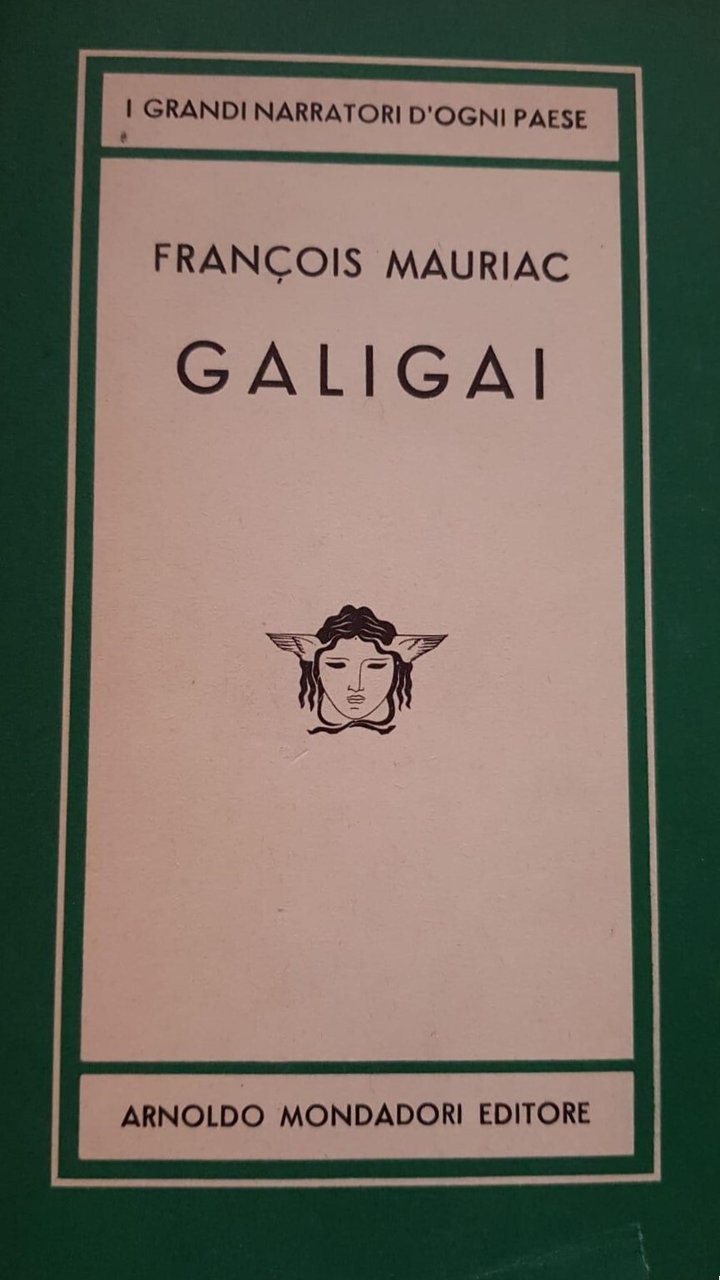 I GRANDI NARRATORI D'OGNI PAESE
FRANÇOIS MAURIAC
GALIGAI
ARNOLDO MONDADORI EDITORE